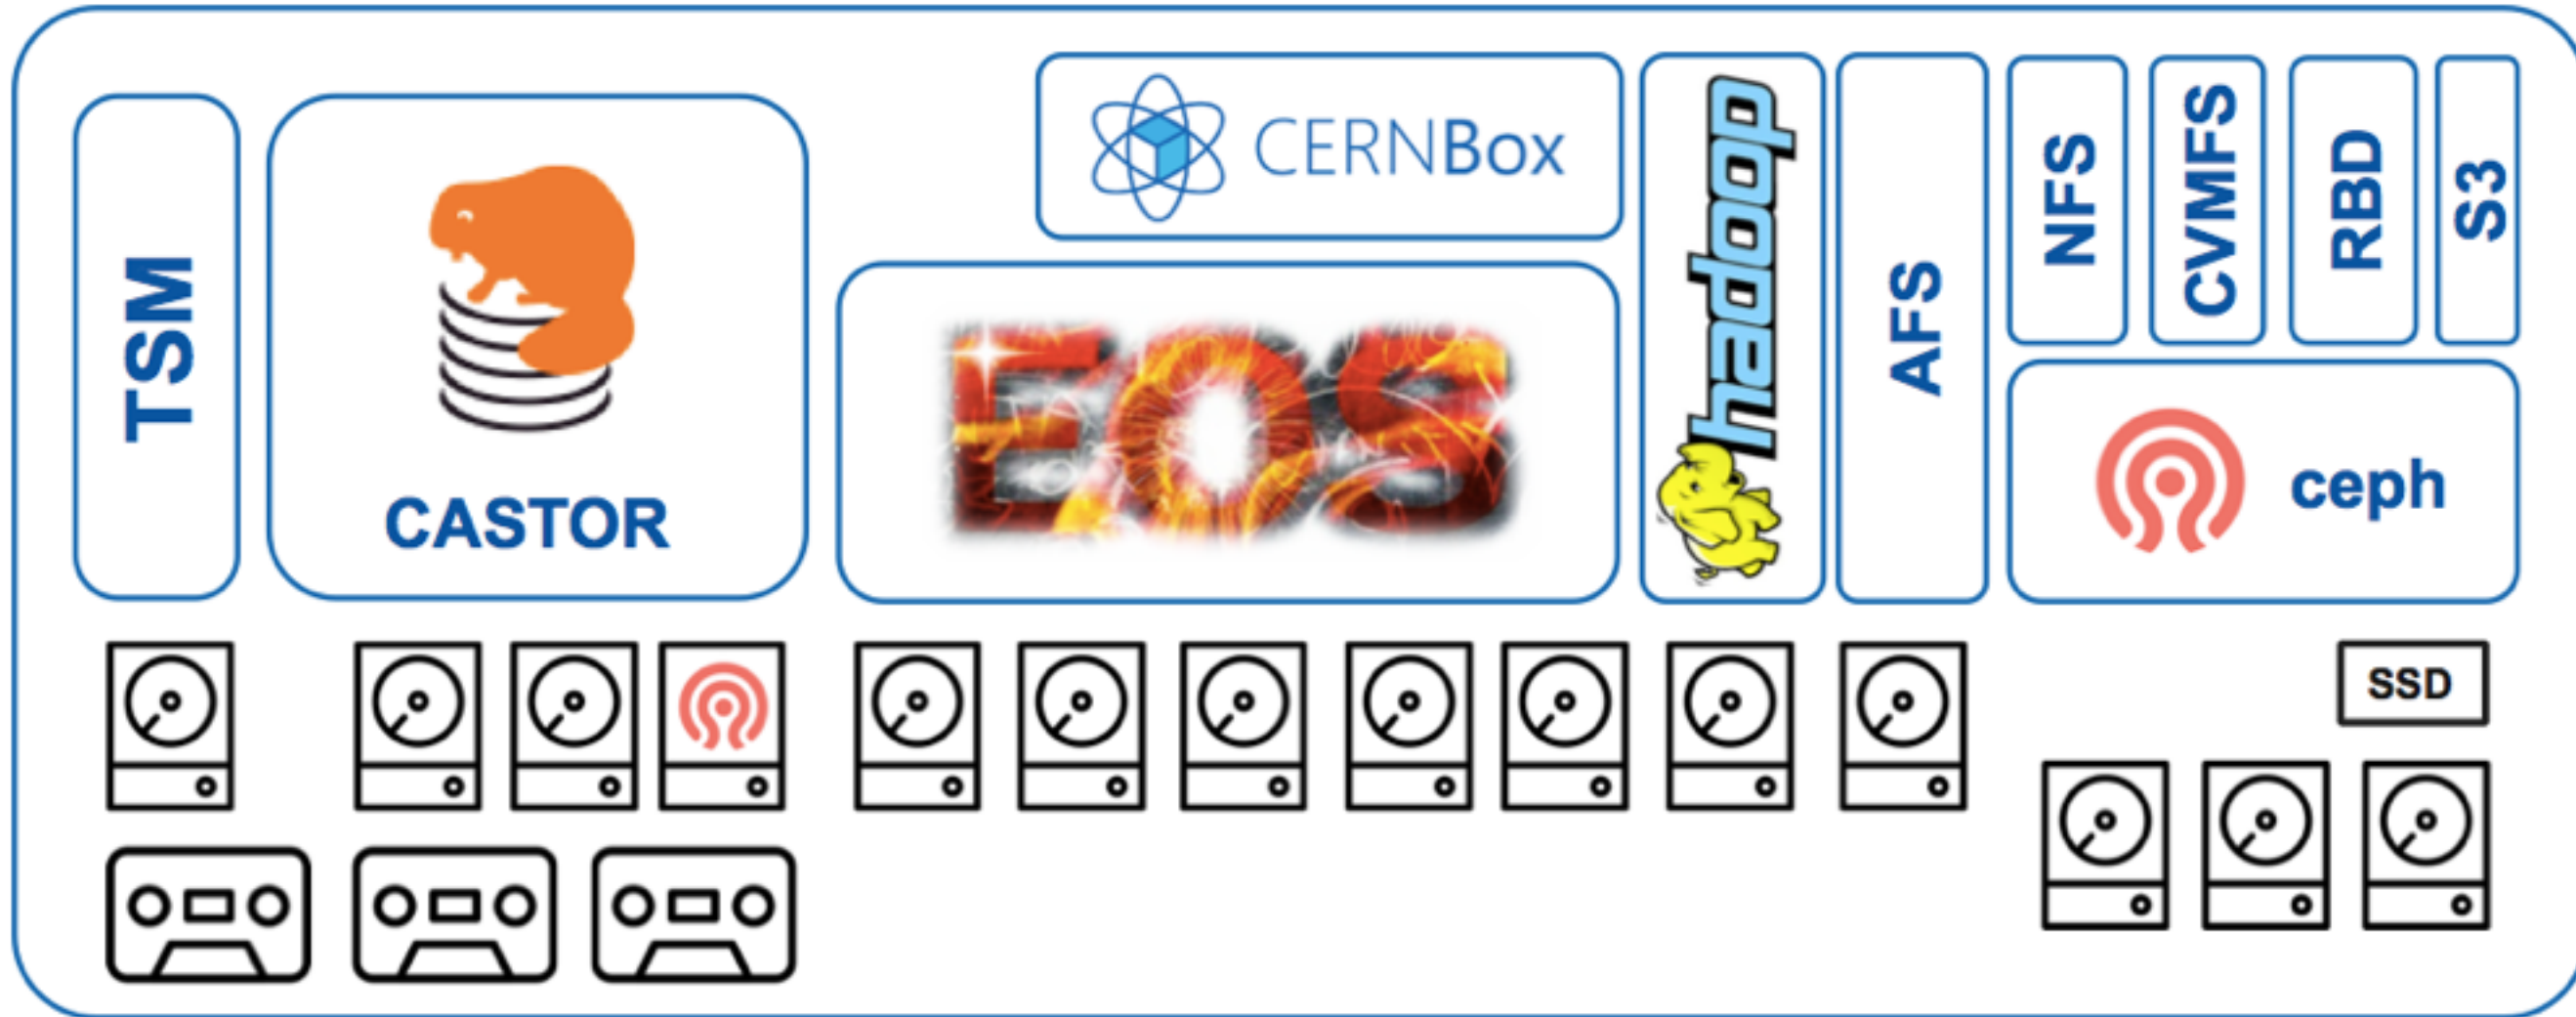 TSM
CASTOR
CERNBox
EOS
hadoop
AFS
NFS
CVMFS
RBD
S3
ceph
SSD